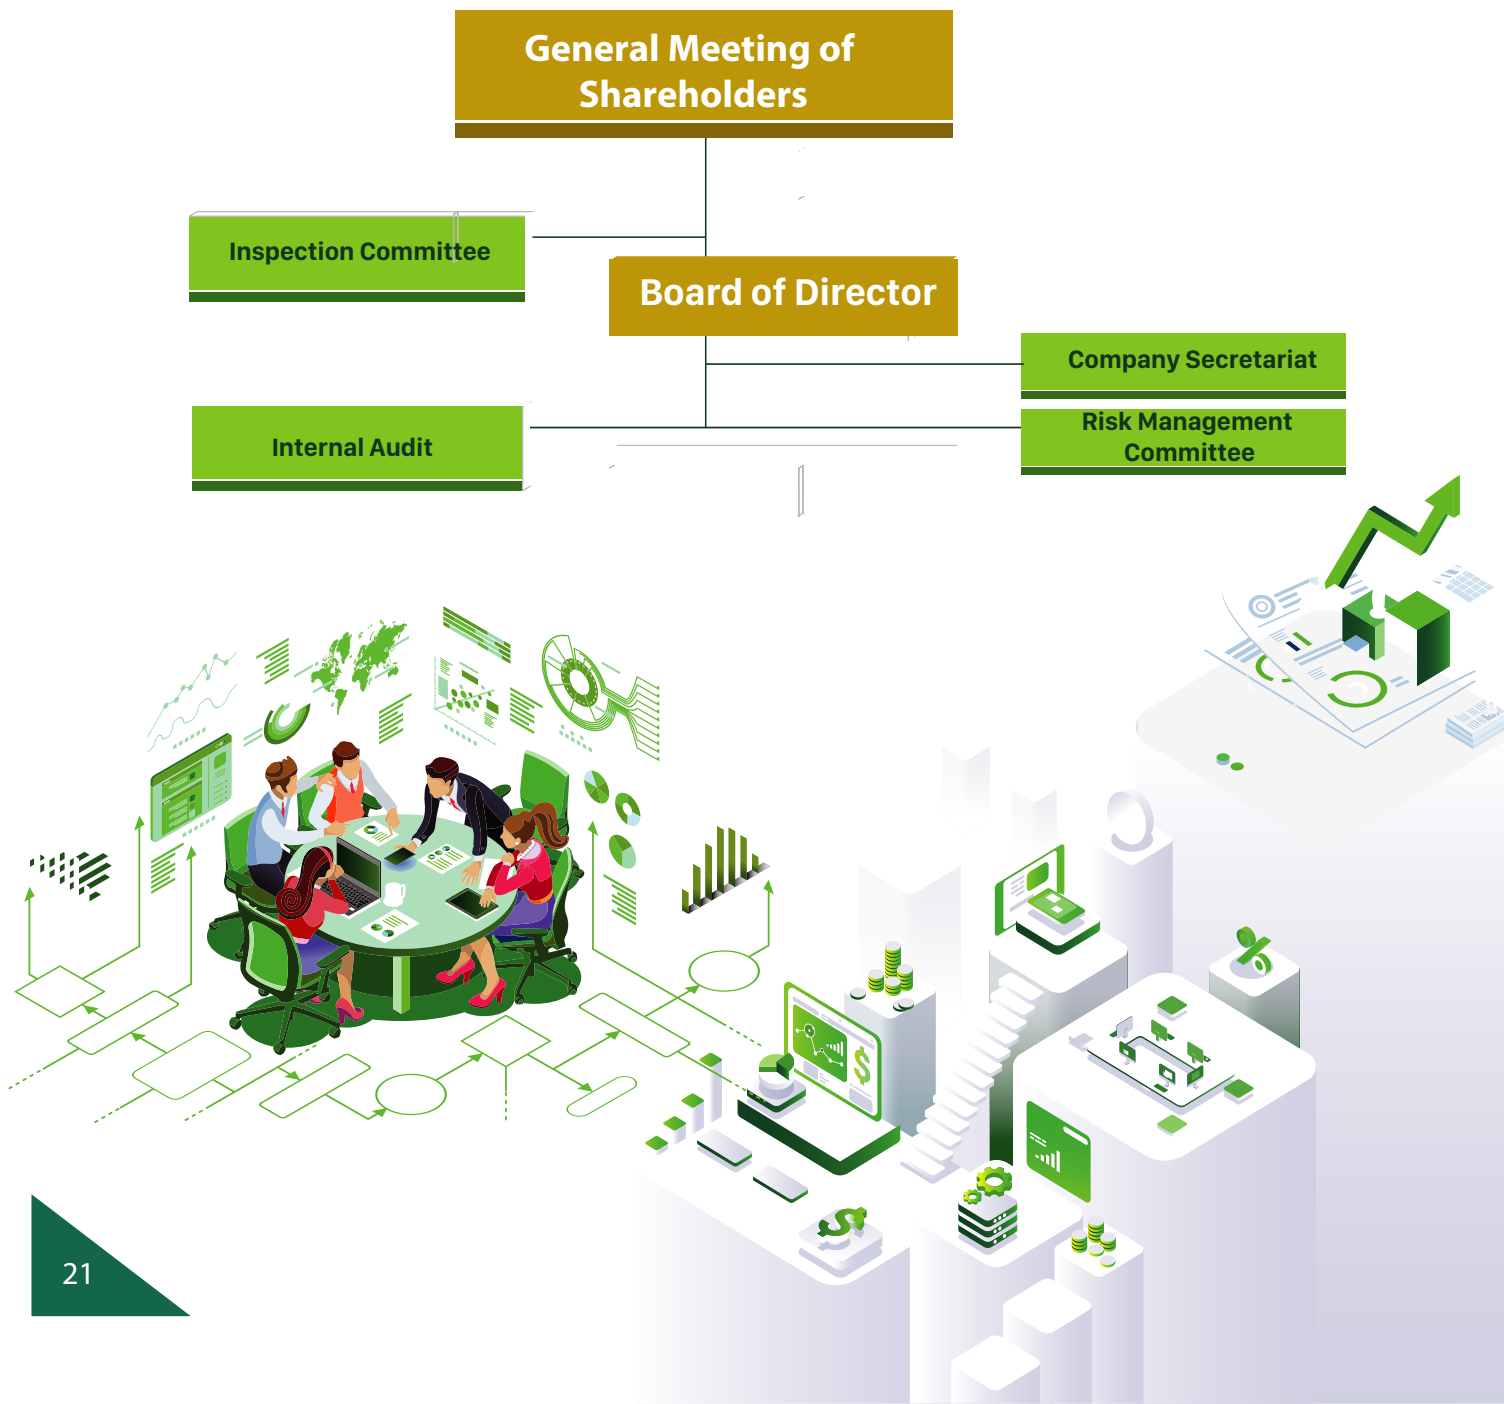 General Meeting of
Shareholders
Inspection Committee
Board of Director
Company Secretariat
Risk Management
Committee
Internal Audit
21